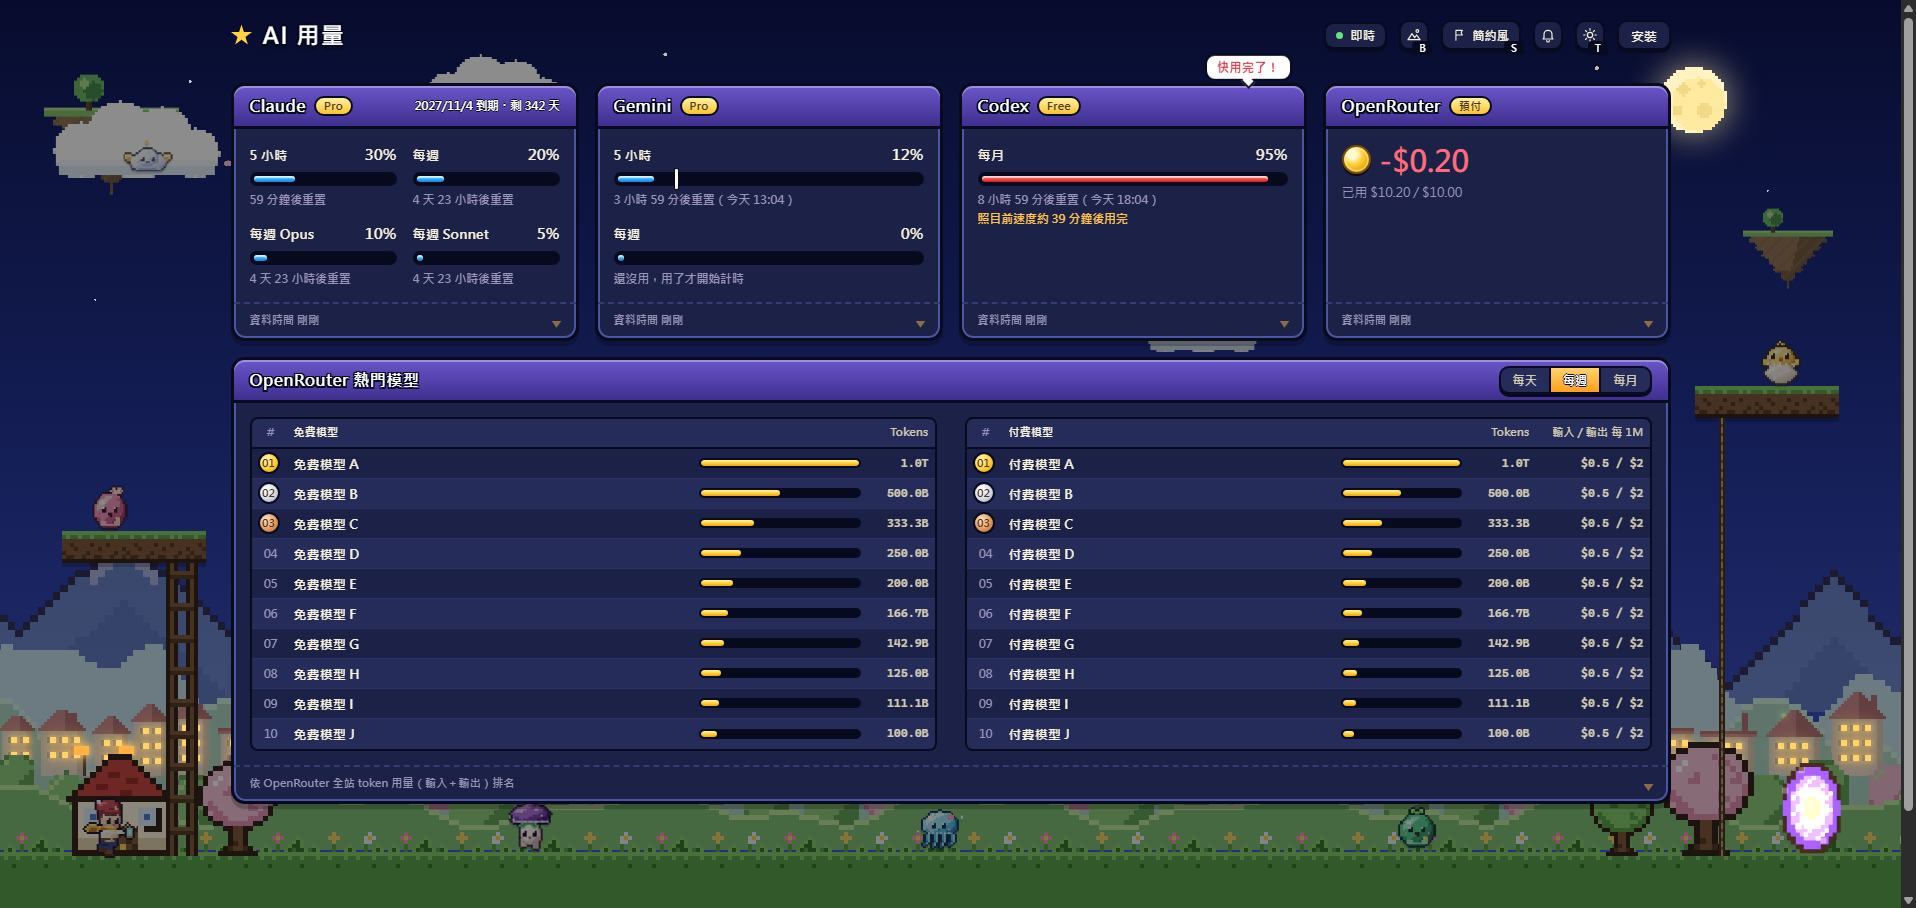 ★ AI 用量
即時
B
簡約風
S
T
安裝
快用完了！
Claude Pro 2027/11/4 到期・剩 342 天
5 小時 30%
59 分鐘後重置
每週 20%
4 天 23 小時後重置
每週 Opus 10%
4 天 23 小時後重置
每週 Sonnet 5%
4 天 23 小時後重置
資料時間 剛剛
Gemini Pro
5 小時 12%
3 小時 59 分後重置（今天 13:04）
每週 0%
還沒用，用了才開始計時
資料時間 剛剛
Codex Free
每月 95%
8 小時 59 分後重置（今天 18:04）
照目前速度約 39 分鐘後用完
資料時間 剛剛
OpenRouter 預付
-$0.20
已用 $10.20 / $10.00
資料時間 剛剛
OpenRouter 熱門模型
每天 每週 每月
# 免費模型 Tokens
01 免費模型 A 1.0T
02 免費模型 B 500.0B
03 免費模型 C 333.3B
04 免費模型 D 250.0B
05 免費模型 E 200.0B
06 免費模型 F 166.7B
07 免費模型 G 142.9B
08 免費模型 H 125.0B
09 免費模型 I 111.1B
10 免費模型 J 100.0B
# 付費模型 Tokens 輸入 / 輸出 每 1M
01 付費模型 A 1.0T $0.5 / $2
02 付費模型 B 500.0B $0.5 / $2
03 付費模型 C 333.3B $0.5 / $2
04 付費模型 D 250.0B $0.5 / $2
05 付費模型 E 200.0B $0.5 / $2
06 付費模型 F 166.7B $0.5 / $2
07 付費模型 G 142.9B $0.5 / $2
08 付費模型 H 125.0B $0.5 / $2
09 付費模型 I 111.1B $0.5 / $2
10 付費模型 J 100.0B $0.5 / $2
依 OpenRouter 全站 token 用量（輸入＋輸出）排名